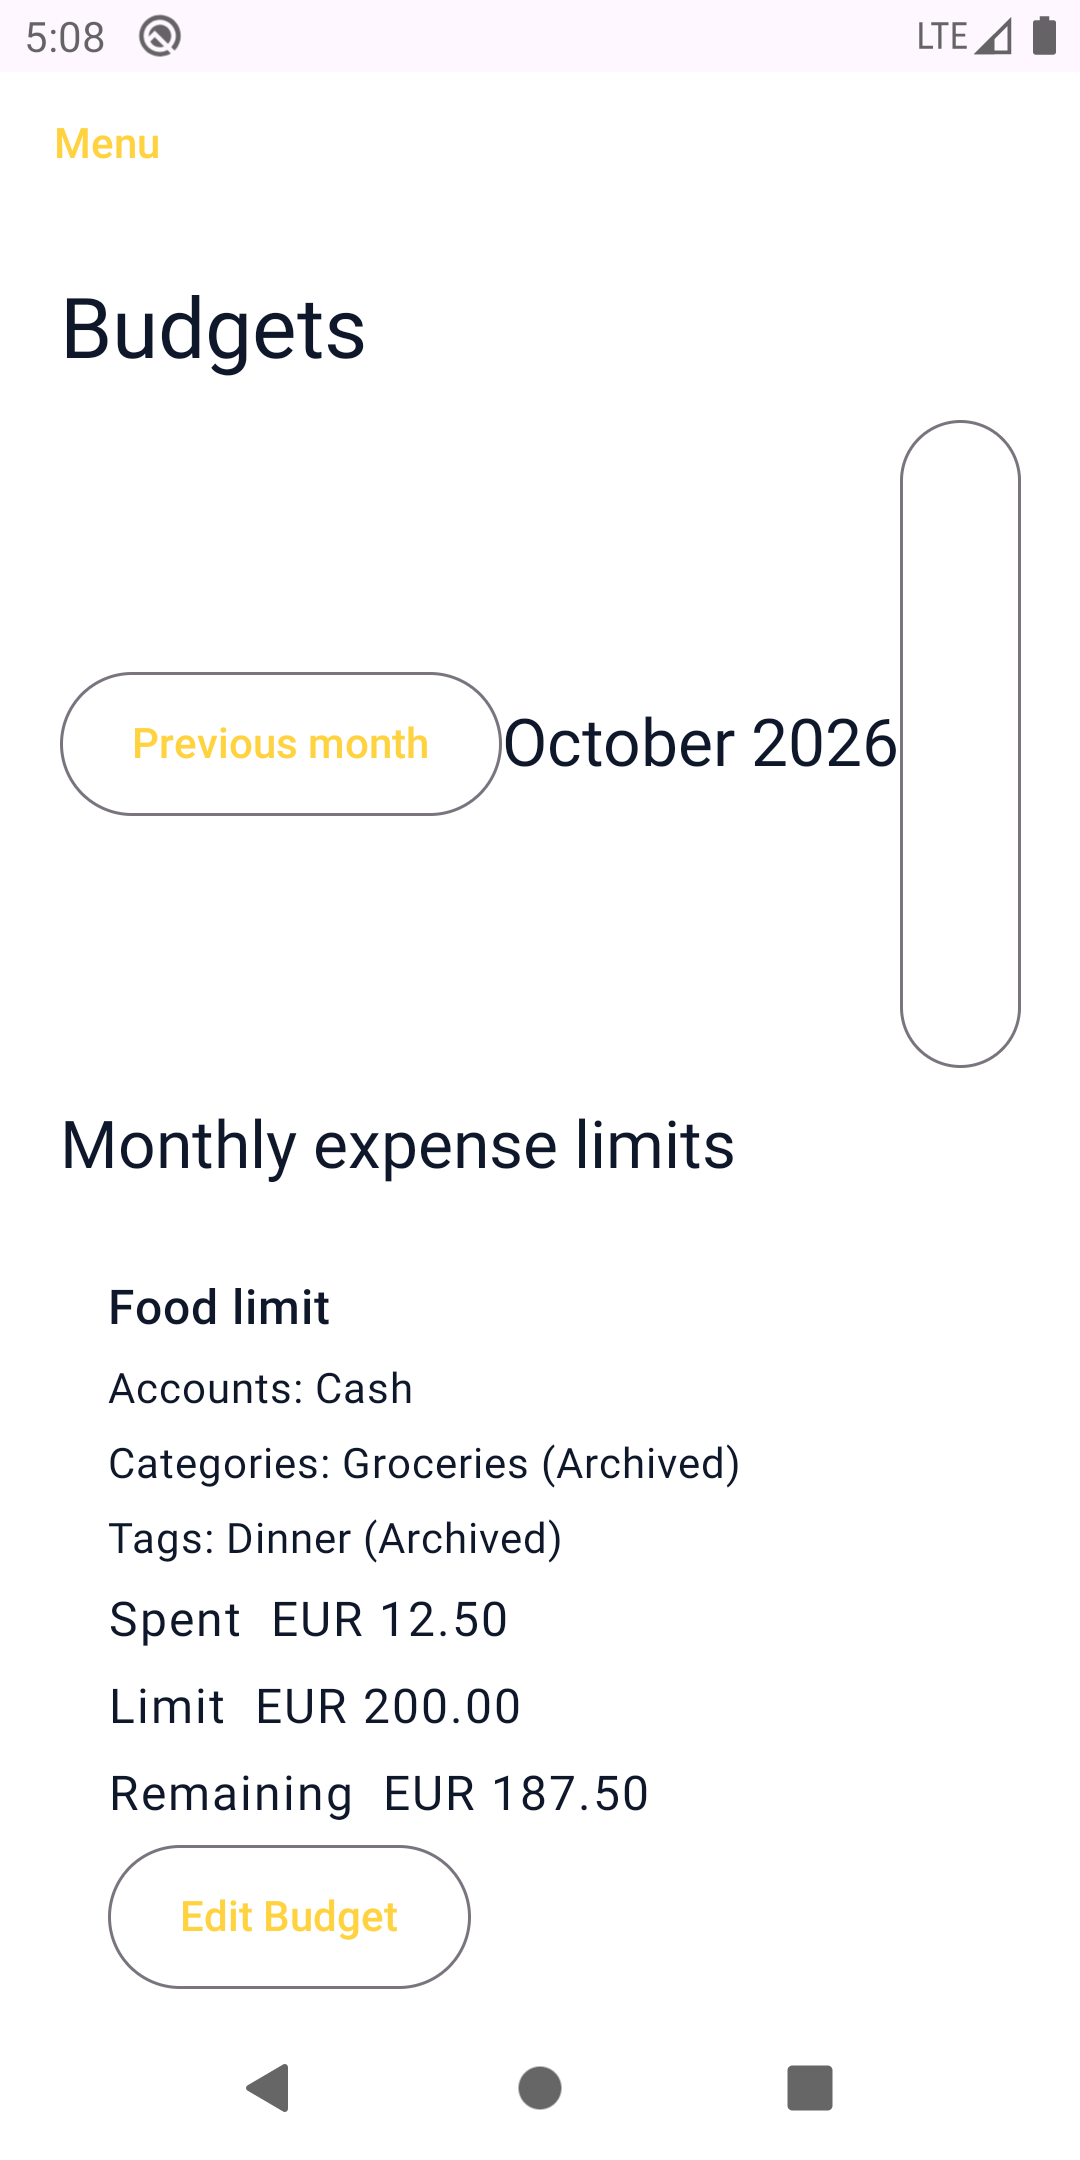 5:08 LTE
Menu
Budgets
Previous month October 2026
Monthly expense limits
Food limit
Accounts: Cash
Categories: Groceries (Archived)
Tags: Dinner (Archived)
Spent EUR 12.50
Limit EUR 200.00
Remaining EUR 187.50
Edit Budget